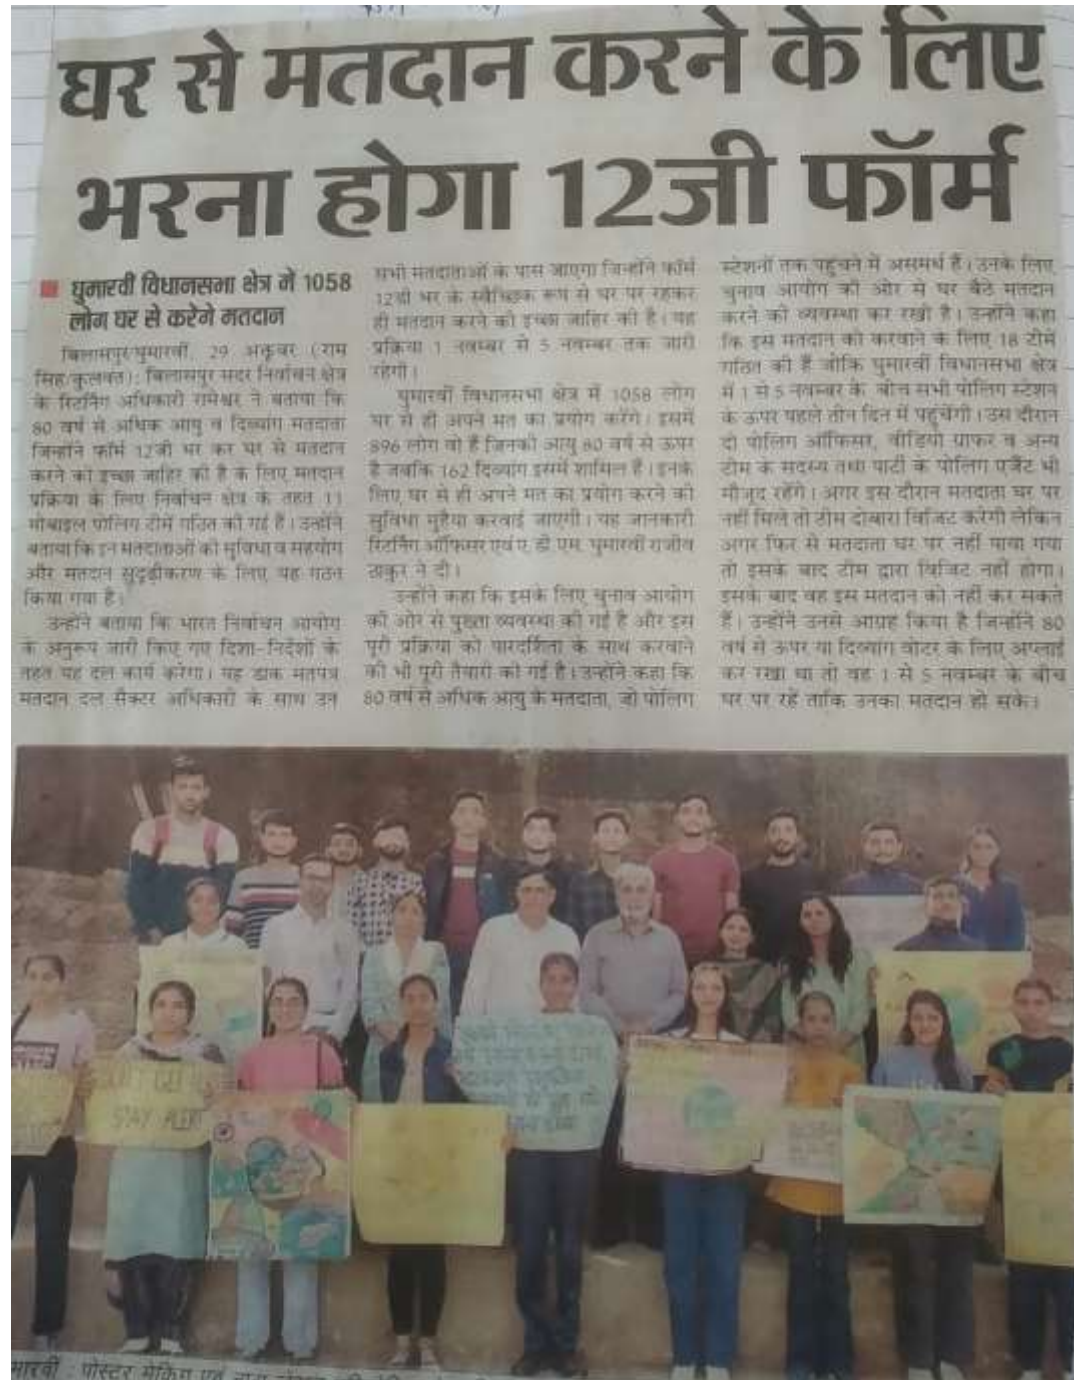 घर से मतदान करने के लिए
भरना होगा 12जी फॉर्म
घुमारवीं विधानसभा क्षेत्र में 1058
लोग घर से करेंगे मतदान
बिलासपुर/घुमारवीं, 29 अक्तूबर (राम
सिंह/कुलवंत): बिलासपुर सदर निर्वाचन क्षेत्र
के रिटर्निंग अधिकारी रामेश्वर ने बताया कि
80 वर्ष से अधिक आयु व दिव्यांग मतदाता
जिन्होंने फॉर्म 12जी भर कर घर से मतदान
करने की इच्छा जाहिर की है के लिए मतदान
प्रक्रिया के लिए निर्वाचन क्षेत्र के तहत 11
मोबाइल पोलिंग टीमें गठित की गई हैं। उन्होंने
बताया कि इन मतदाताओं की सुविधा व सहयोग
और मतदान सुदृढ़ीकरण के लिए यह गठन
किया गया है।
उन्होंने बताया कि भारत निर्वाचन आयोग
के अनुरूप जारी किए गए दिशा-निर्देशों के
तहत यह दल कार्य करेगा। यह डाक मतपत्र
मतदान दल सैक्टर अधिकारी के साथ उन
सभी मतदाताओं के पास जाएगा जिन्होंने फॉर्म
12डी भर के स्वैच्छिक रूप से घर पर रहकर
ही मतदान करने की इच्छा जाहिर की है। यह
प्रक्रिया 1 नवम्बर से 5 नवम्बर तक जारी
रहेगी।
घुमारवीं विधानसभा क्षेत्र में 1058 लोग
घर से ही अपने मत का प्रयोग करेंगे। इसमें
896 लोग वो हैं जिनकी आयु 80 वर्ष से ऊपर
है जबकि 162 दिव्यांग इसमें शामिल हैं। इनके
लिए घर से ही अपने मत का प्रयोग करने की
सुविधा मुहैया करवाई जाएगी। यह जानकारी
रिटर्निंग ऑफिसर एवं ए.डी.एम. घुमारवीं राजीव
ठाकुर ने दी।
उन्होंने कहा कि इसके लिए चुनाव आयोग
की ओर से पुख्ता व्यवस्था की गई है और इस
पूरी प्रक्रिया को पारदर्शिता के साथ करवाने
की भी पूरी तैयारी की गई है। उन्होंने कहा कि
80 वर्ष से अधिक आयु के मतदाता, जो पोलिंग
स्टेशनों तक पहुंचने में असमर्थ हैं। उनके लिए
चुनाव आयोग की ओर से घर बैठे मतदान
करने की व्यवस्था कर रखी है। उन्होंने कहा
कि इस मतदान को करवाने के लिए 18 टीमें
गठित की हैं जोकि घुमारवीं विधानसभा क्षेत्र
में 1 से 5 नवम्बर के बीच सभी पोलिंग स्टेशन
के ऊपर पहले तीन दिन में पहुंचेंगी। उस दौरान
दो पोलिंग ऑफिसर, वीडियो ग्राफर व अन्य
टीम के सदस्य तथा पार्टी के पोलिंग एजैंट भी
मौजूद रहेंगे। अगर इस दौरान मतदाता घर पर
नहीं मिले तो टीम दोबारा विजिट करेगी लेकिन
अगर फिर से मतदाता घर पर नहीं पाया गया
तो इसके बाद टीम द्वारा विजिट नहीं होगा।
इसके बाद वह इस मतदान को नहीं कर सकते
हैं। उन्होंने उनसे आग्रह किया है जिन्होंने 80
वर्ष से ऊपर या दिव्यांग वोटर के लिए अप्लाई
कर रखा था तो वह 1 से 5 नवम्बर के बीच
घर पर रहें ताकि उनका मतदान हो सके।
STAY ALERT
मारवीं : पोस्टर मेकिंग एवं नारा